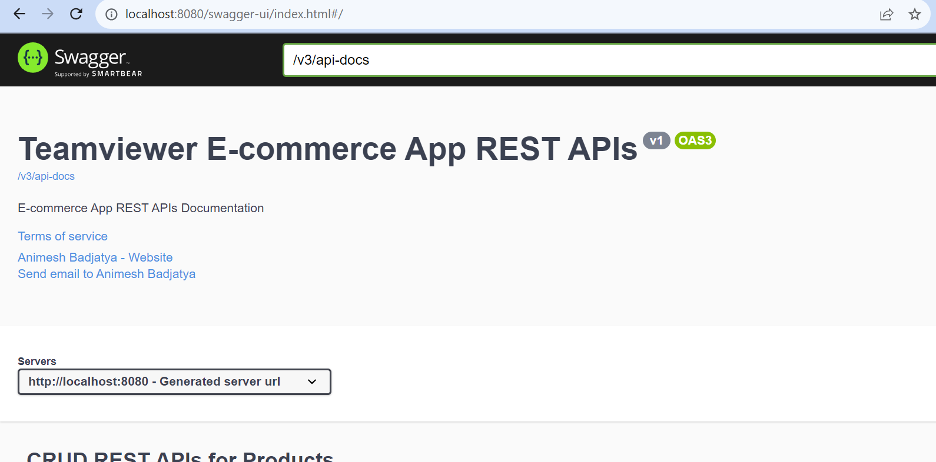 localhost:8080/swagger-ui/index.html#/
{··} Swagger™
Supported by SMARTBEAR
/v3/api-docs
Teamviewer E-commerce App REST APIs v1 OAS3
/v3/api-docs
E-commerce App REST APIs Documentation
Terms of service
Animesh Badjatya - Website
Send email to Animesh Badjatya
Servers
http://localhost:8080 - Generated server url
CRUD REST APIs for Products